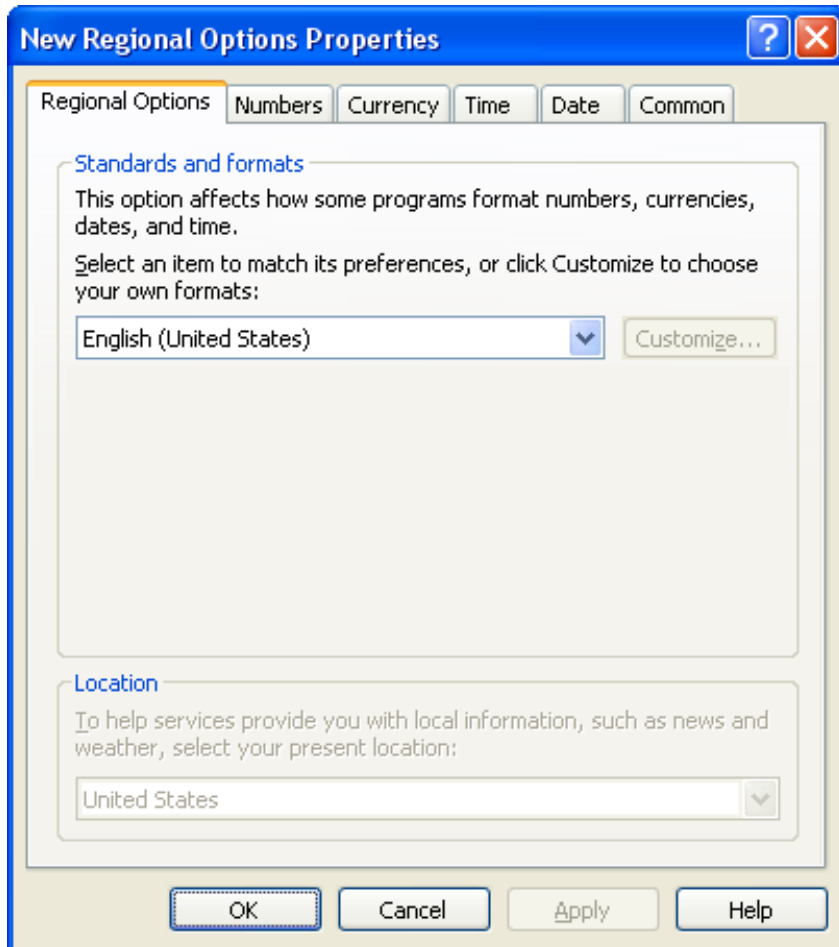 New Regional Options Properties
Regional Options Numbers Currency Time Date Common
Standards and formats
This option affects how some programs format numbers, currencies,
dates, and time.
Select an item to match its preferences, or click Customize to choose
your own formats:
English (United States) Customize...
Location
To help services provide you with local information, such as news and
weather, select your present location:
United States
OK Cancel Apply Help